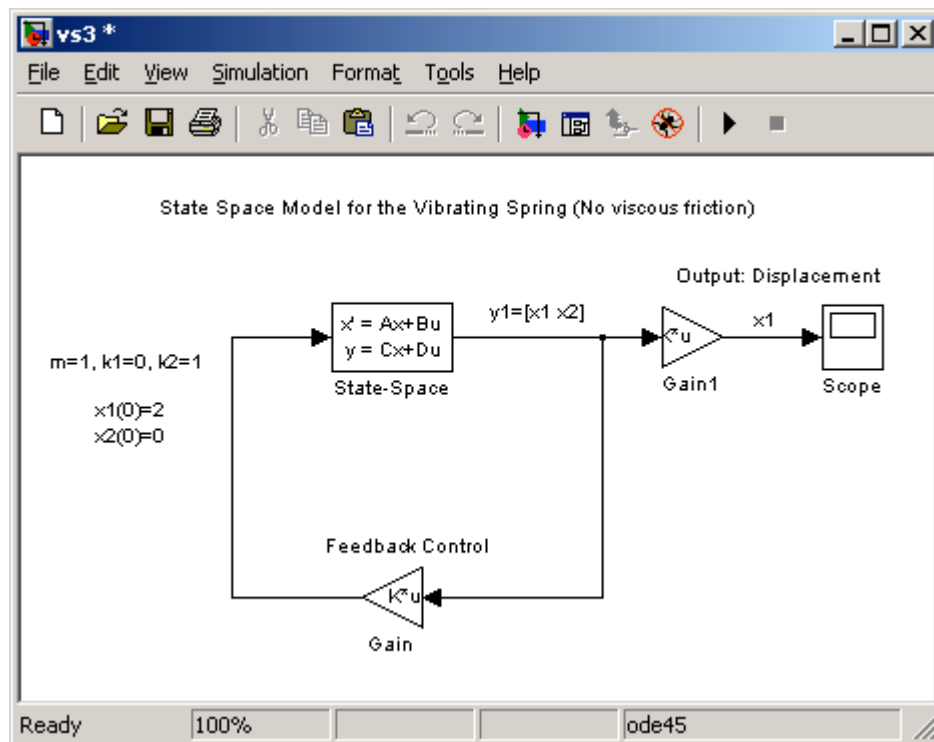 vs3 *
File Edit View Simulation Format Tools Help
State Space Model for the Vibrating Spring (No viscous friction)
Output: Displacement
x' = Ax+Bu
y = Cx+Du
State-Space
y1=[x1 x2]
x1
Gain1
Scope
m=1, k1=0, k2=1
x1(0)=2
x2(0)=0
Feedback Control
K*u
Gain
Ready 100% ode45